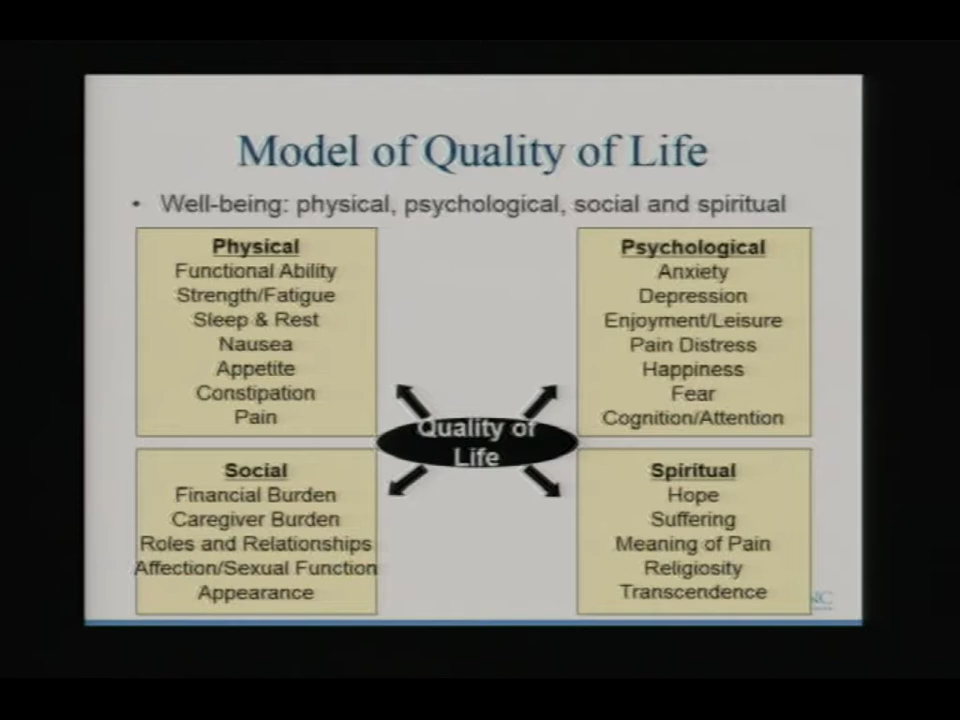 Model of Quality of Life
• Well-being: physical, psychological, social and spiritual
Physical
Functional Ability
Strength/Fatigue
Sleep & Rest
Nausea
Appetite
Constipation
Pain
Psychological
Anxiety
Depression
Enjoyment/Leisure
Pain Distress
Happiness
Fear
Cognition/Attention
Quality of
Life
Social
Financial Burden
Caregiver Burden
Roles and Relationships
Affection/Sexual Function
Appearance
Spiritual
Hope
Suffering
Meaning of Pain
Religiosity
Transcendence